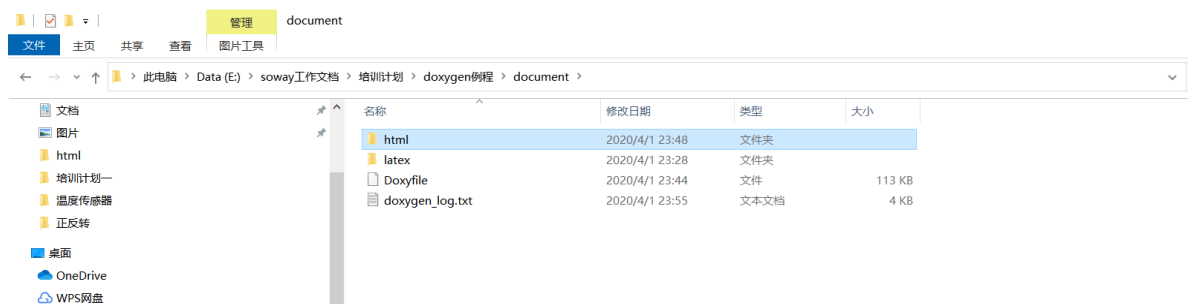 管理 document
文件 主页 共享 查看 图片工具
此电脑 > Data (E:) > soway工作文档 > 培训计划 > doxygen例程 > document >
文档
图片
html
培训计划一
温度传感器
正反转
桌面
OneDrive
WPS网盘
名称 修改日期 类型 大小
html 2020/4/1 23:48 文件夹
latex 2020/4/1 23:28 文件夹
Doxyfile 2020/4/1 23:44 文件 113 KB
doxygen_log.txt 2020/4/1 23:55 文本文档 4 KB